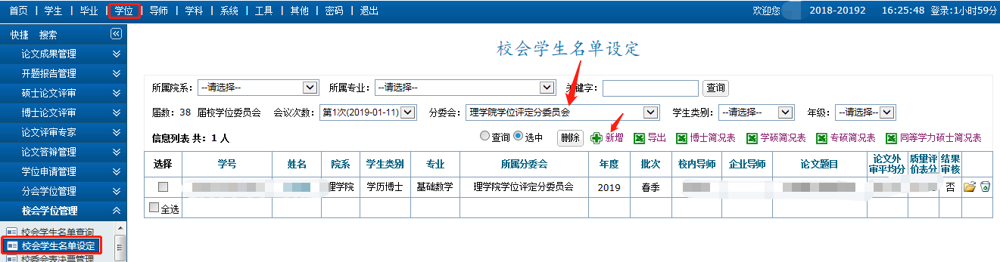 首页 | 学生 | 毕业 | 学位 | 导师 | 学科 | 系统 | 工具 | 其他 | 密码 | 退出 欢迎您 2018-20192 16:25:48 登录:1小时59分
快捷 搜索
论文成果管理
开题报告管理
硕士论文评审
博士论文评审
论文评审专家
论文答辩管理
学位申请管理
分会学位管理
校会学位管理
校会学生名单查询
校会学生名单设定
校委会表决票管理
校会学生名单设定
所属院系: --请选择-- 所属专业: --请选择-- 关键字: 查询
届数: 38 届校学位委员会 会议次数: 第1次(2019-01-11) 分委会: 理学院学位评定分委员会 学生类别: --请选择-- 年级: --请选择--
信息列表 共: 1 人 查询 选中 删除 新增 导出 博士简况表 学硕简况表 专硕简况表 同等学力硕士简况表
选择 学号 姓名 院系 学生类别 专业 所属分委会 年度 批次 校内导师 企业导师 论文题目 论文外审平均分 质量评价表分 结果审核
理学院 学历博士 基础数学 理学院学位评定分委员会 2019 春季 否
全选